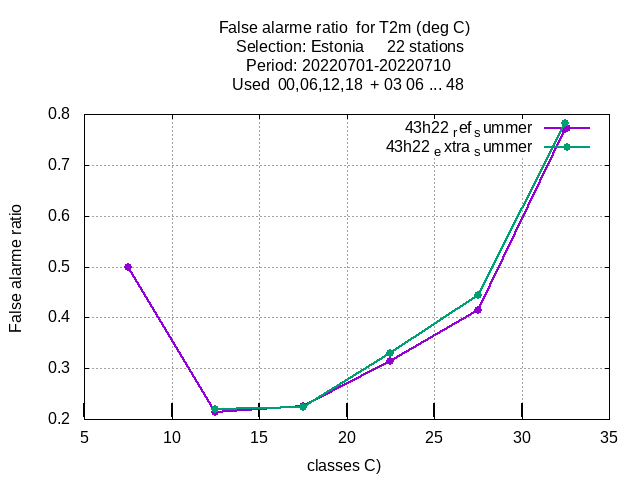 False alarme ratio for T2m (deg C)
Selection: Estonia 22 stations
Period: 20220701-20220710
Used 00,06,12,18 + 03 06 ... 48
43h22 ref summer
43h22 extra summer
False alarme ratio
0.8
0.7
0.6
0.5
0.4
0.3
0.2
5 10 15 20 25 30 35
classes C)